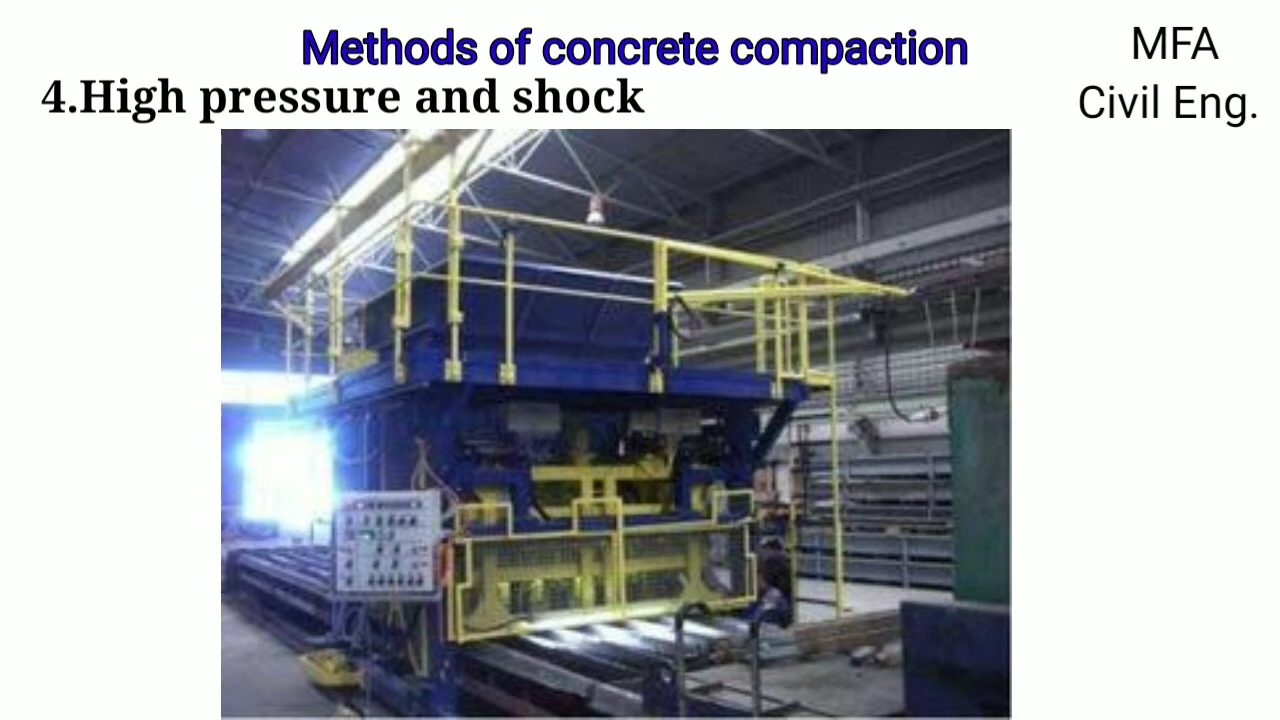 Methods of concrete compaction
MFA
4.High pressure and shock
Civil Eng.